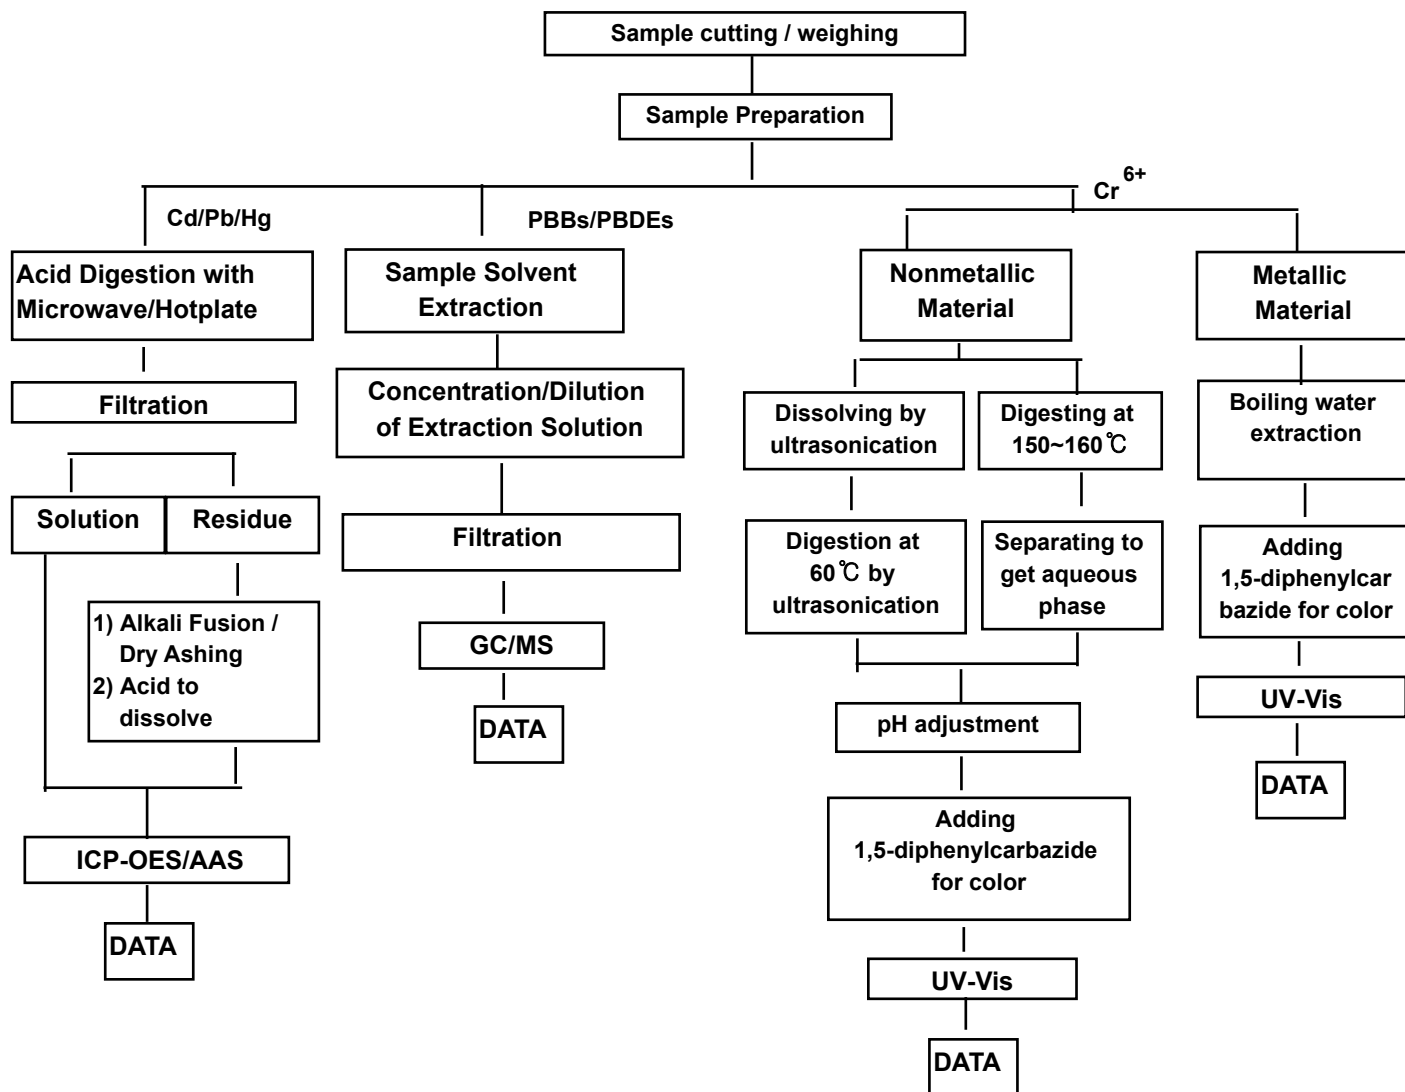 Sample cutting / weighing
Sample Preparation
Cd/Pb/Hg
PBBs/PBDEs
Cr 6+
Acid Digestion with
Microwave/Hotplate
Filtration
Solution
Residue
1) Alkali Fusion /
Dry Ashing
2) Acid to
dissolve
ICP-OES/AAS
DATA
Sample Solvent
Extraction
Concentration/Dilution
of Extraction Solution
Filtration
GC/MS
DATA
Nonmetallic
Material
Dissolving by
ultrasonication
Digestion at
60℃ by
ultrasonication
Digesting at
150~160℃
Separating to
get aqueous
phase
pH adjustment
Adding
1,5-diphenylcarbazide
for color
UV-Vis
DATA
Metallic
Material
Boiling water
extraction
Adding
1,5-diphenylcar
bazide for color
UV-Vis
DATA